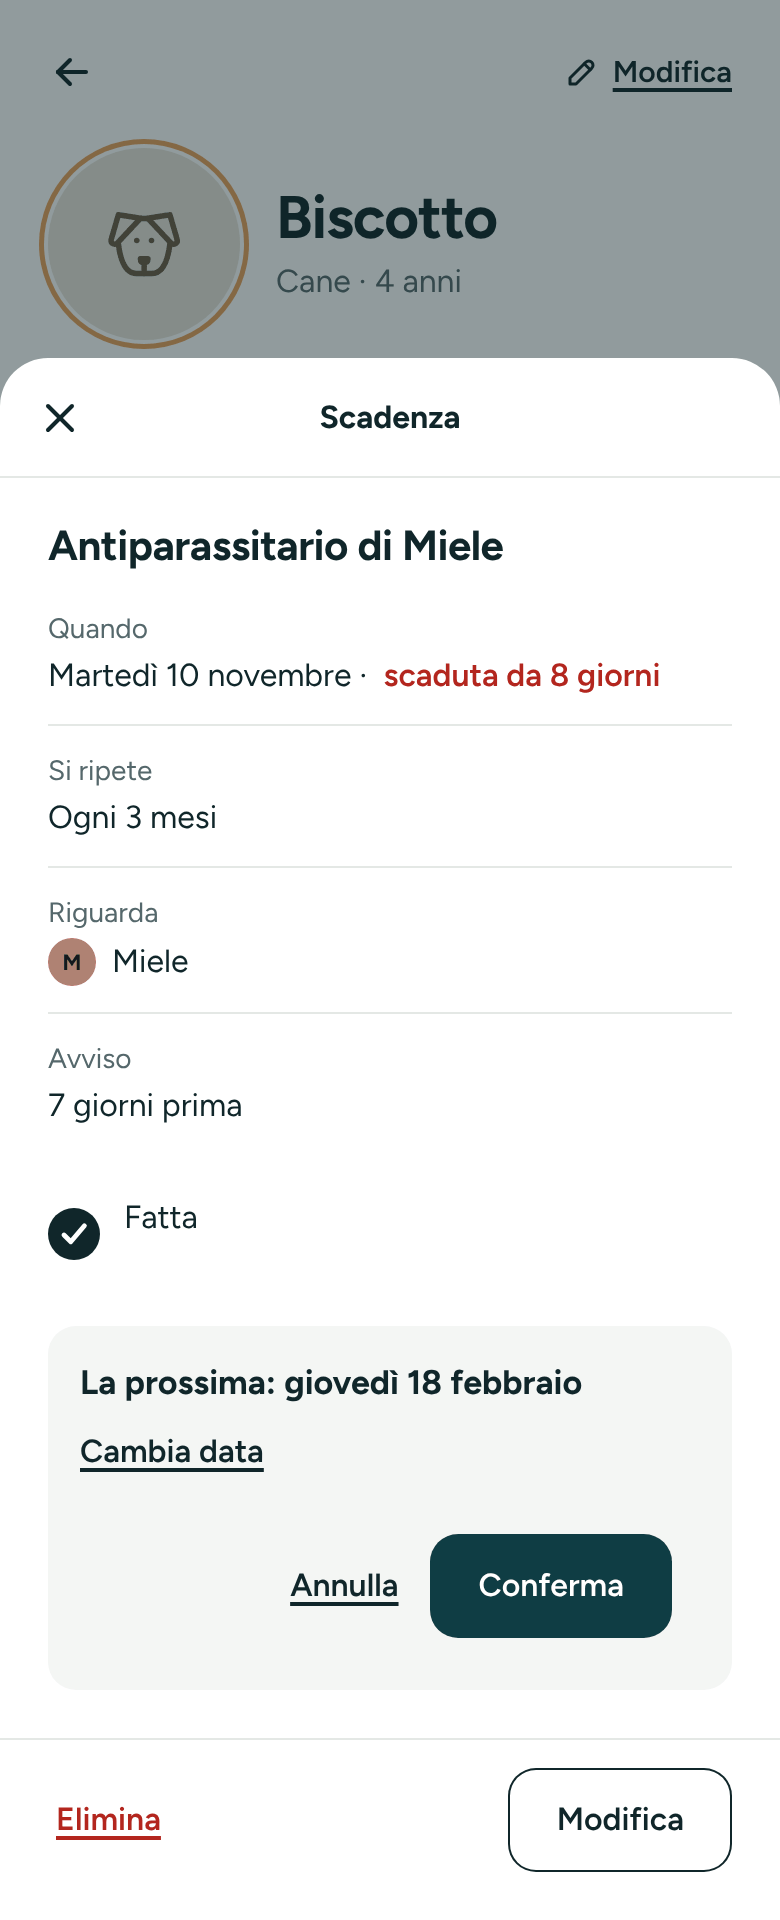 Modifica
Biscotto
Cane · 4 anni
Scadenza
Antiparassitario di Miele
Quando
Martedì 10 novembre · scaduta da 8 giorni
Si ripete
Ogni 3 mesi
Riguarda
M Miele
Avviso
7 giorni prima
Fatta
La prossima: giovedì 18 febbraio
Cambia data
Annulla Conferma
Elimina Modifica